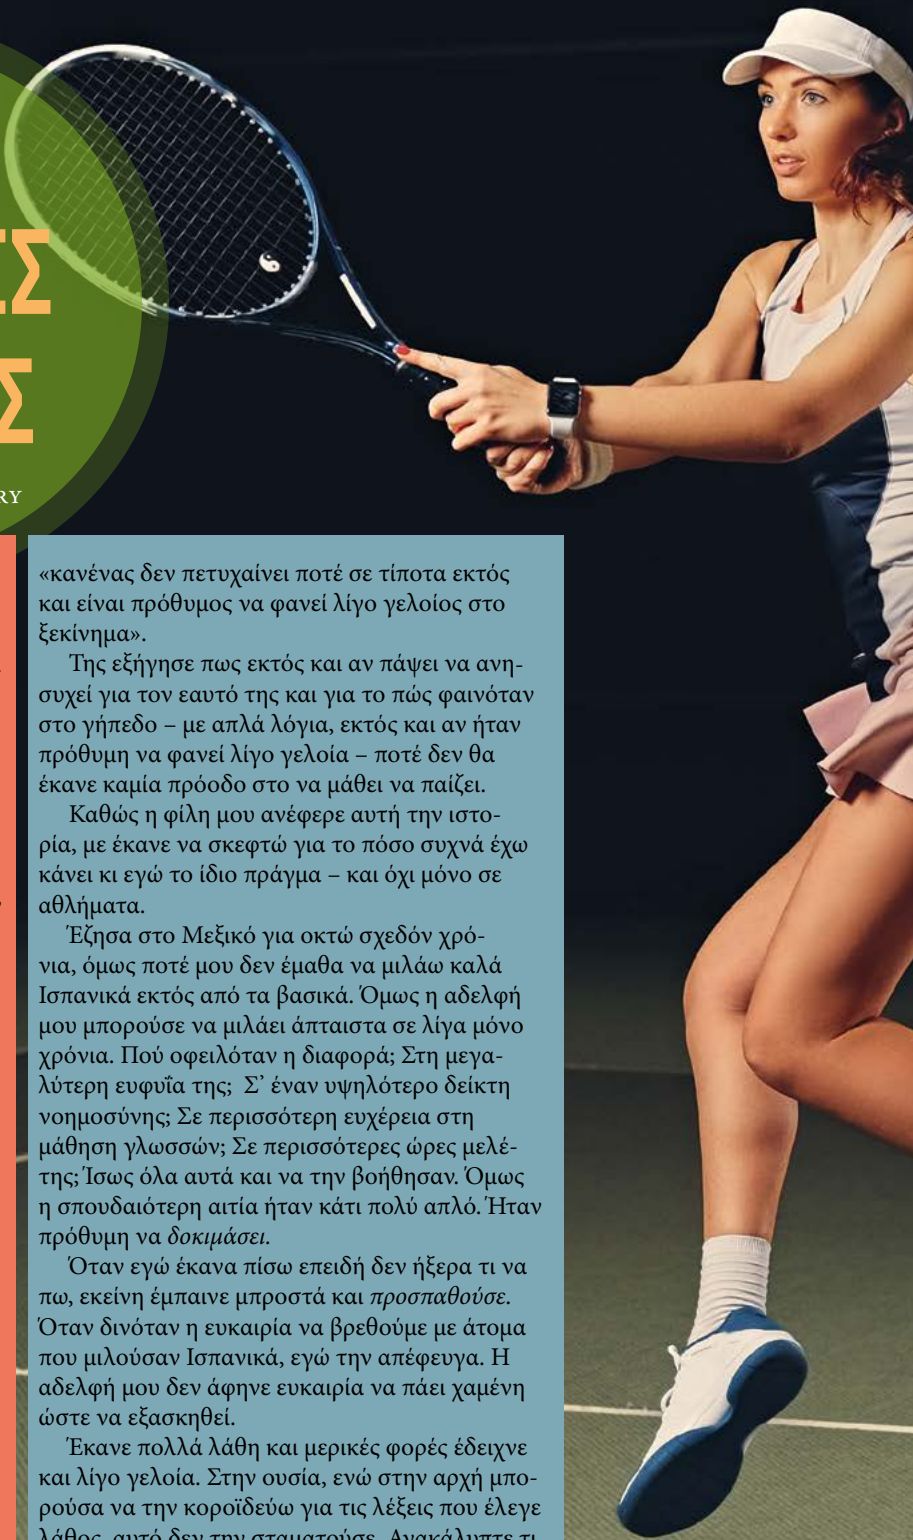 ΕΣ
Σ
RY
«κανένας δεν πετυχαίνει ποτέ σε τίποτα εκτός
και είναι πρόθυμος να φανεί λίγο γελοίος στο
ξεκίνημα».
Της εξήγησε πως εκτός και αν πάψει να ανη-
συχεί για τον εαυτό της και για το πώς φαινόταν
στο γήπεδο – με απλά λόγια, εκτός και αν ήταν
πρόθυμη να φανεί λίγο γελοία – ποτέ δεν θα
έκανε καμία πρόοδο στο να μάθει να παίζει.
Καθώς η φίλη μου ανέφερε αυτή την ιστο-
ρία, με έκανε να σκεφτώ για το πόσο συχνά έχω
κάνει κι εγώ το ίδιο πράγμα – και όχι μόνο σε
αθλήματα.
Έζησα στο Μεξικό για οκτώ σχεδόν χρό-
νια, όμως ποτέ μου δεν έμαθα να μιλάω καλά
Ισπανικά εκτός από τα βασικά. Όμως η αδελφή
μου μπορούσε να μιλάει άπταιστα σε λίγα μόνο
χρόνια. Πού οφειλόταν η διαφορά; Στη μεγα-
λύτερη ευφυΐα της; Σ’ έναν υψηλότερο δείκτη
νοημοσύνης; Σε περισσότερη ευχέρεια στη
μάθηση γλωσσών; Σε περισσότερες ώρες μελέ-
της; Ίσως όλα αυτά και να την βοήθησαν. Όμως
η σπουδαιότερη αιτία ήταν κάτι πολύ απλό. Ήταν
πρόθυμη να δοκιμάσει.
Όταν εγώ έκανα πίσω επειδή δεν ήξερα τι να
πω, εκείνη έμπαινε μπροστά και προσπαθούσε.
Όταν δινόταν η ευκαιρία να βρεθούμε με άτομα
που μιλούσαν Ισπανικά, εγώ την απέφευγα. Η
αδελφή μου δεν άφηνε ευκαιρία να πάει χαμένη
ώστε να εξασκηθεί.
Έκανε πολλά λάθη και μερικές φορές έδειχνε
και λίγο γελοία. Στην ουσία, ενώ στην αρχή μπο-
ρούσα να την κοροϊδεύω για τις λέξεις που έλεγε
λάθος, αυτό δεν την σταματούσε. Ανακάλυπτε τι